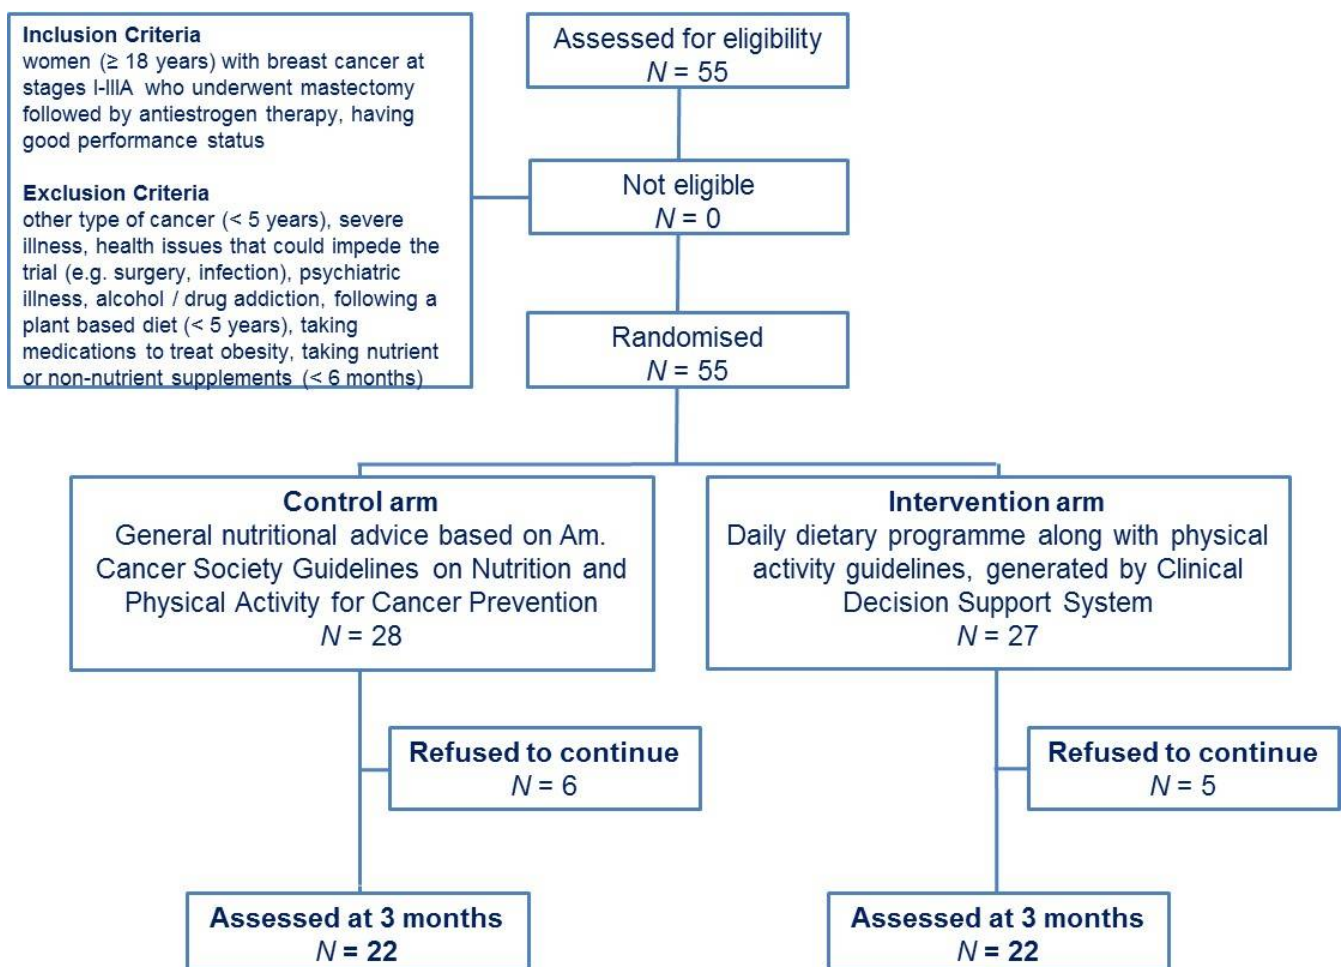 Inclusion Criteria
women (≥ 18 years) with breast cancer at
stages I-IIIA who underwent mastectomy
followed by antiestrogen therapy, having
good performance status
Exclusion Criteria
other type of cancer (< 5 years), severe
illness, health issues that could impede the
trial (e.g. surgery, infection), psychiatric
illness, alcohol / drug addiction, following a
plant based diet (< 5 years), taking
medications to treat obesity, taking nutrient
or non-nutrient supplements (< 6 months)
Assessed for eligibility
N = 55
Not eligible
N = 0
Randomised
N = 55
Control arm
General nutritional advice based on Am.
Cancer Society Guidelines on Nutrition and
Physical Activity for Cancer Prevention
N = 28
Intervention arm
Daily dietary programme along with physical
activity guidelines, generated by Clinical
Decision Support System
N = 27
Refused to continue
N = 6
Refused to continue
N = 5
Assessed at 3 months
N = 22
Assessed at 3 months
N = 22